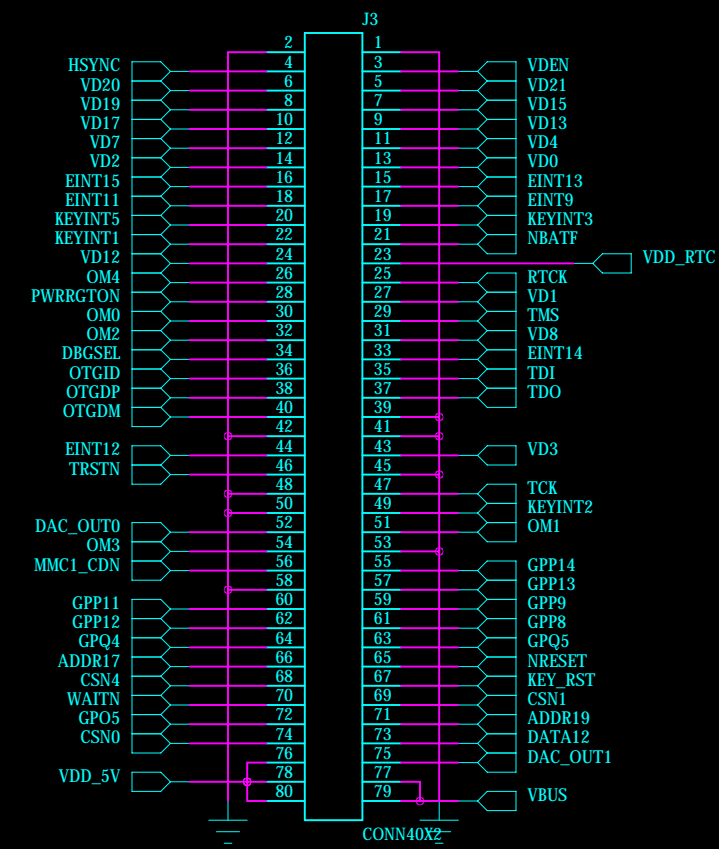 J3
2 1
HSYNC 4 3 VDEN
VD20 6 5 VD21
VD19 8 7 VD15
VD17 10 9 VD13
VD7 12 11 VD4
VD2 14 13 VD0
EINT15 16 15 EINT13
EINT11 18 17 EINT9
KEYINT5 20 19 KEYINT3
KEYINT1 22 21 NBATF
VD12 24 23 VDD_RTC
OM4 26 25 RTCK
PWRRGTON 28 27 VD1
OM0 30 29 TMS
OM2 32 31 VD8
DBGSEL 34 33 EINT14
OTGID 36 35 TDI
OTGDP 38 37 TDO
OTGDM 40 39
42 41
EINT12 44 43 VD3
TRSTN 46 45
48 47 TCK
50 49 KEYINT2
DAC_OUT0 52 51 OM1
OM3 54 53
MMC1_CDN 56 55 GPP14
58 57 GPP13
GPP11 60 59 GPP9
GPP12 62 61 GPP8
GPQ4 64 63 GPQ5
ADDR17 66 65 NRESET
CSN4 68 67 KEY_RST
WAITN 70 69 CSN1
GPO5 72 71 ADDR19
CSN0 74 73 DATA12
76 75 DAC_OUT1
VDD_5V 78 77
80 79 VBUS
CONN40X2